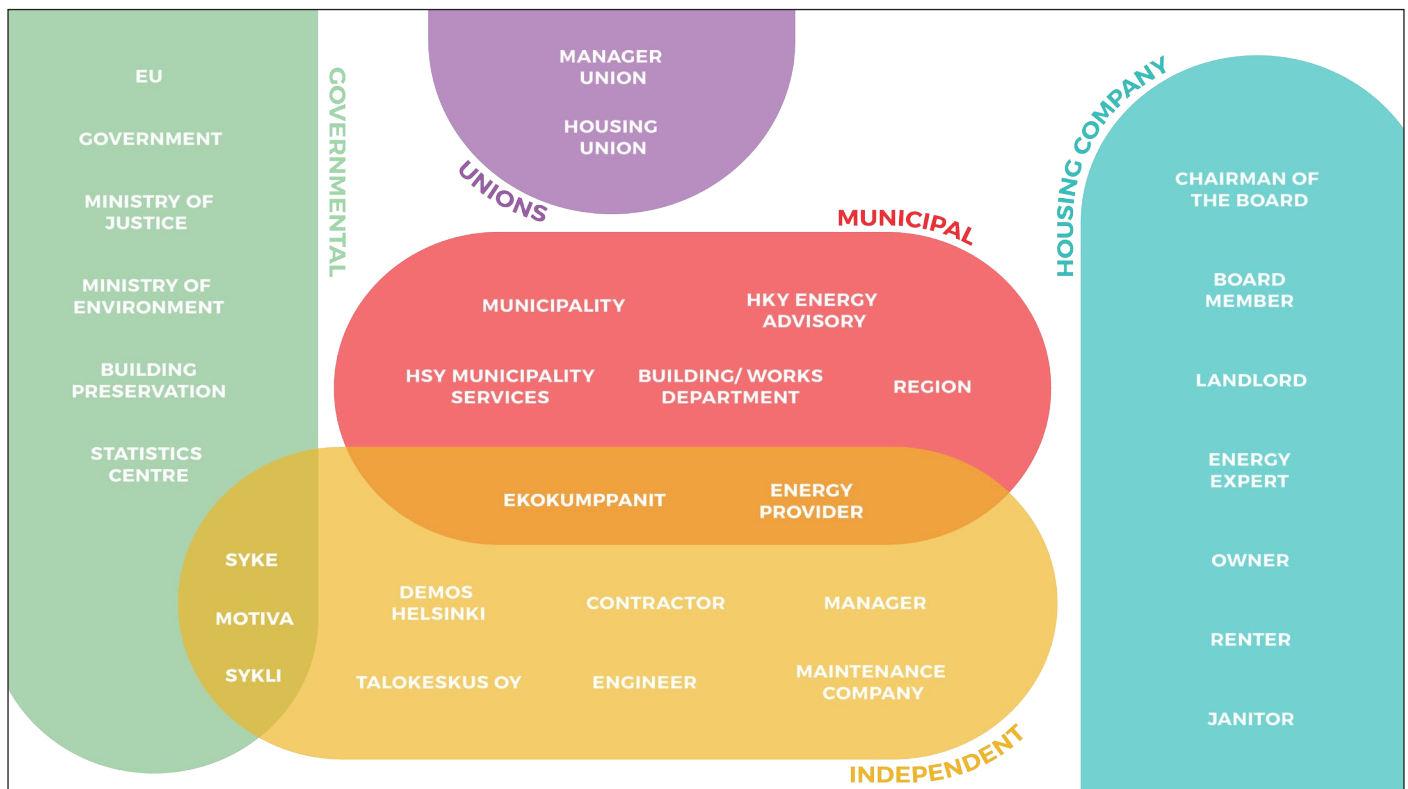 EU
GOVERNMENT
MINISTRY OF
JUSTICE
MINISTRY OF
ENVIRONMENT
BUILDING
PRESERVATION
STATISTICS
CENTRE
SYKE
MOTIVA
SYKLI
GOVERNMENTAL
MANAGER
UNION
HOUSING
UNION
UNIONS
MUNICIPAL
MUNICIPALITY
HKY ENERGY
ADVISORY
HSY MUNICIPALITY
SERVICES
BUILDING/ WORKS
DEPARTMENT
REGION
EKOKUMPPANIT
ENERGY
PROVIDER
DEMOS
HELSINKI
CONTRACTOR
MANAGER
TALOKESKUS OY
ENGINEER
MAINTENANCE
COMPANY
INDEPENDENT
HOUSING COMPANY
CHAIRMAN OF
THE BOARD
BOARD
MEMBER
LANDLORD
ENERGY
EXPERT
OWNER
RENTER
JANITOR